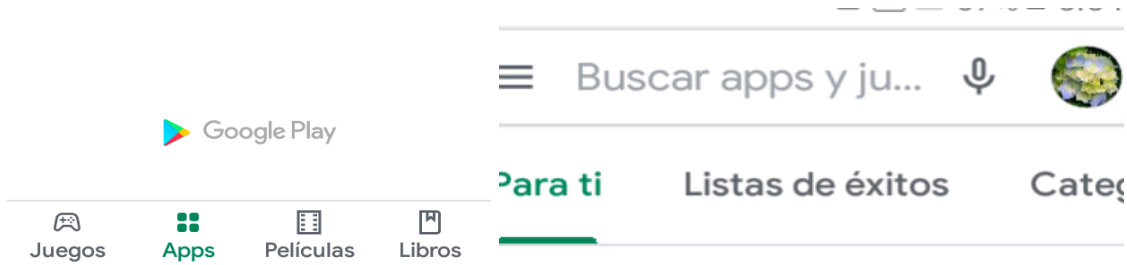 Google Play
Juegos Apps Películas Libros
Buscar apps y ju...
Para ti Listas de éxitos